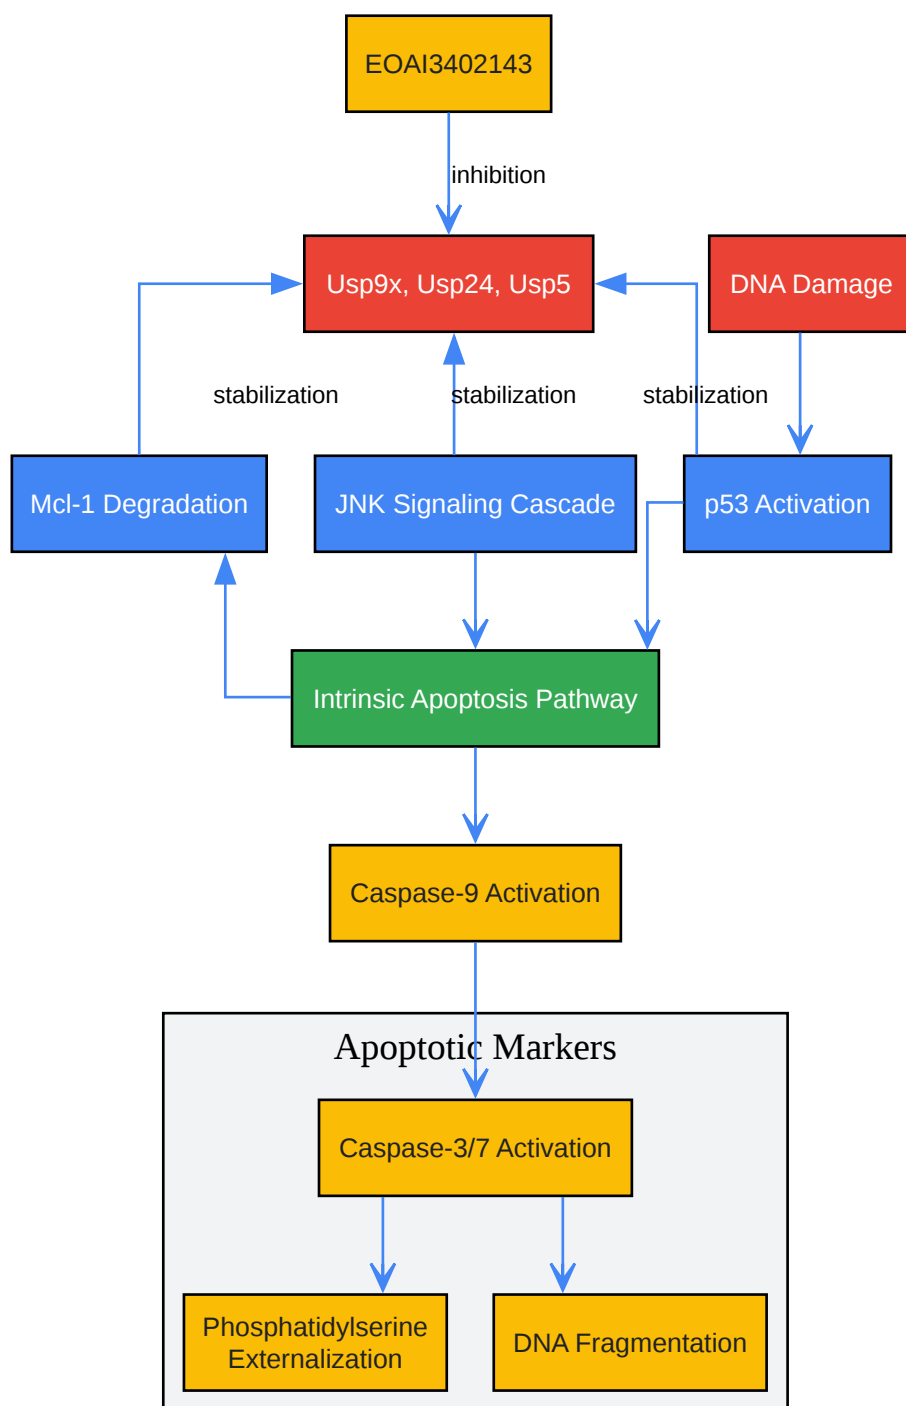 EOAI3402143
inhibition
Usp9x, Usp24, Usp5
DNA Damage
stabilization
stabilization
stabilization
Mcl-1 Degradation
JNK Signaling Cascade
p53 Activation
Intrinsic Apoptosis Pathway
Caspase-9 Activation
Apoptotic Markers
Caspase-3/7 Activation
Phosphatidylserine
Externalization
DNA Fragmentation